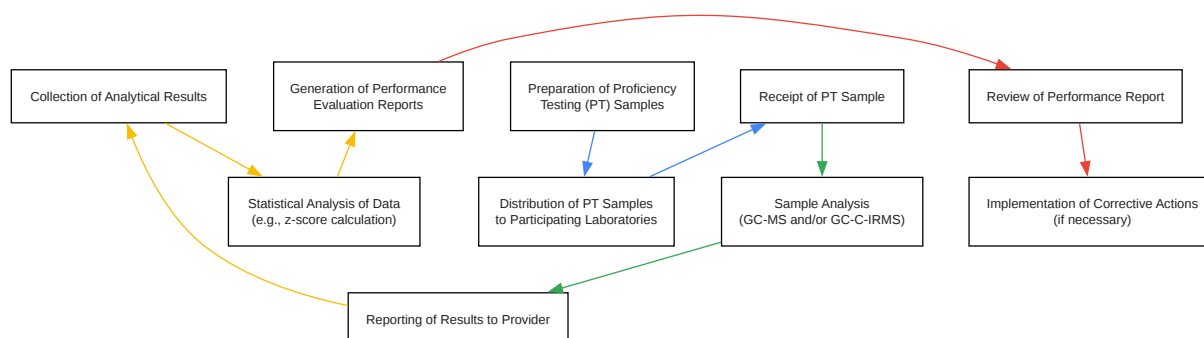 Collection of Analytical Results
Generation of Performance
Evaluation Reports
Preparation of Proficiency
Testing (PT) Samples
Receipt of PT Sample
Review of Performance Report
Statistical Analysis of Data
(e.g., z-score calculation)
Distribution of PT Samples
to Participating Laboratories
Sample Analysis
(GC-MS and/or GC-C-IRMS)
Implementation of Corrective Actions
(if necessary)
Reporting of Results to Provider